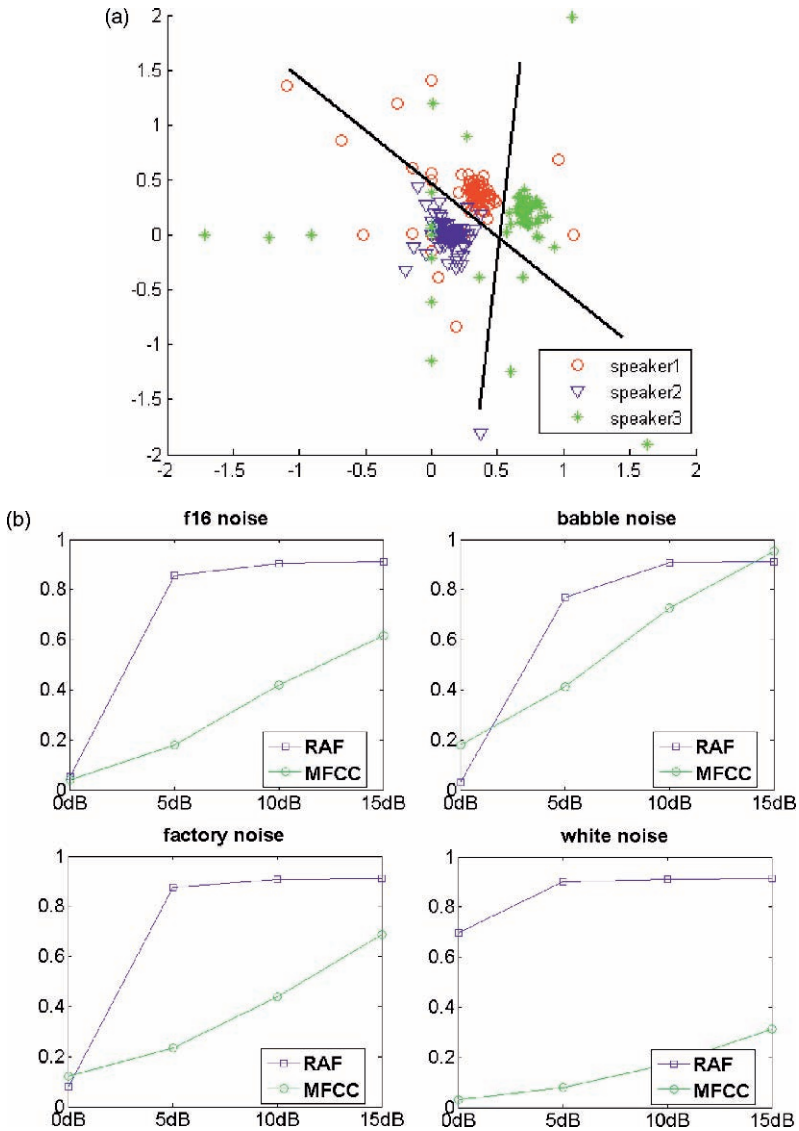 (a)
2
1.5
1
0.5
0
-0.5
-1
-1.5
-2
-2 -1.5 -1 -0.5 0 0.5 1 1.5 2
speaker1
speaker2
speaker3
(b)
f16 noise
1
0.8
0.6
0.4
0.2
0
0dB 5dB 10dB 15dB
RAF
MFCC
babble noise
1
0.8
0.6
0.4
0.2
0
0dB 5dB 10dB 15dB
RAF
MFCC
factory noise
1
0.8
0.6
0.4
0.2
0
0dB 5dB 10dB 15dB
RAF
MFCC
white noise
1
0.8
0.6
0.4
0.2
0
0dB 5dB 10dB 15dB
RAF
MFCC